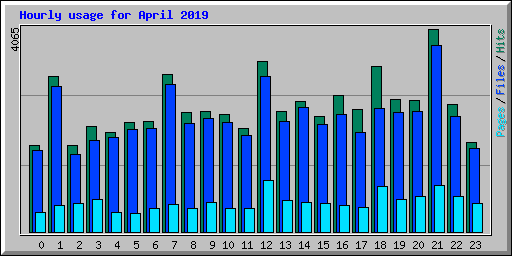 Hourly usage for April 2019
4065
Pages/Files/Hits
0 1 2 3 4 5 6 7 8 9 10 11 12 13 14 15 16 17 18 19 20 21 22 23